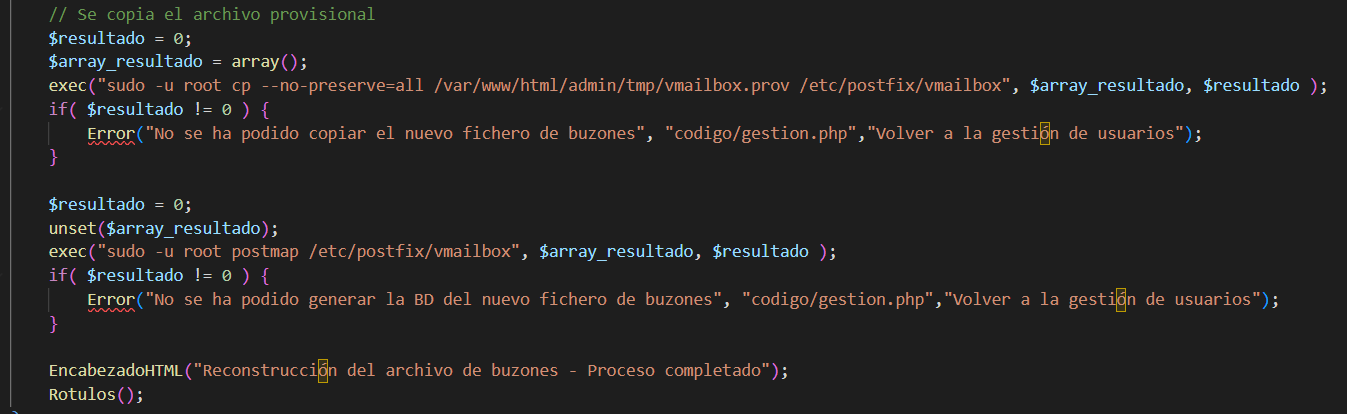 // Se copia el archivo provisional
$resultado = 0;
$array_resultado = array();
exec("sudo -u root cp --no-preserve=all /var/www/html/admin/tmp/vmailbox.prov /etc/postfix/vmailbox", $array_resultado, $resultado );
if( $resultado != 0 ) {
Error("No se ha podido copiar el nuevo fichero de buzones", "codigo/gestion.php","Volver a la gestión de usuarios");
}
$resultado = 0;
unset($array_resultado);
exec("sudo -u root postmap /etc/postfix/vmailbox", $array_resultado, $resultado );
if( $resultado != 0 ) {
Error("No se ha podido generar la BD del nuevo fichero de buzones", "codigo/gestion.php","Volver a la gestión de usuarios");
}
EncabezadoHTML("Reconstrucción del archivo de buzones - Proceso completado");
Rotulos();